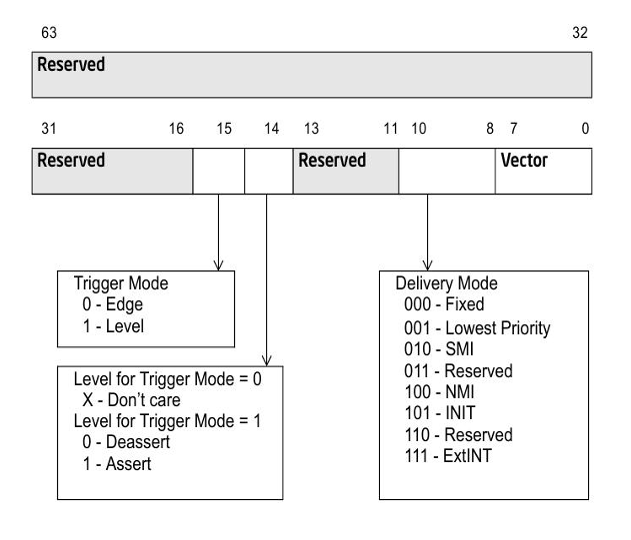 63 32
Reserved
31 16 15 14 13 11 10 8 7 0
Reserved Reserved Vector
Trigger Mode
0 - Edge
1 - Level
Level for Trigger Mode = 0
X - Don't care
Level for Trigger Mode = 1
0 - Deassert
1 - Assert
Delivery Mode
000 - Fixed
001 - Lowest Priority
010 - SMI
011 - Reserved
100 - NMI
101 - INIT
110 - Reserved
111 - ExtINT